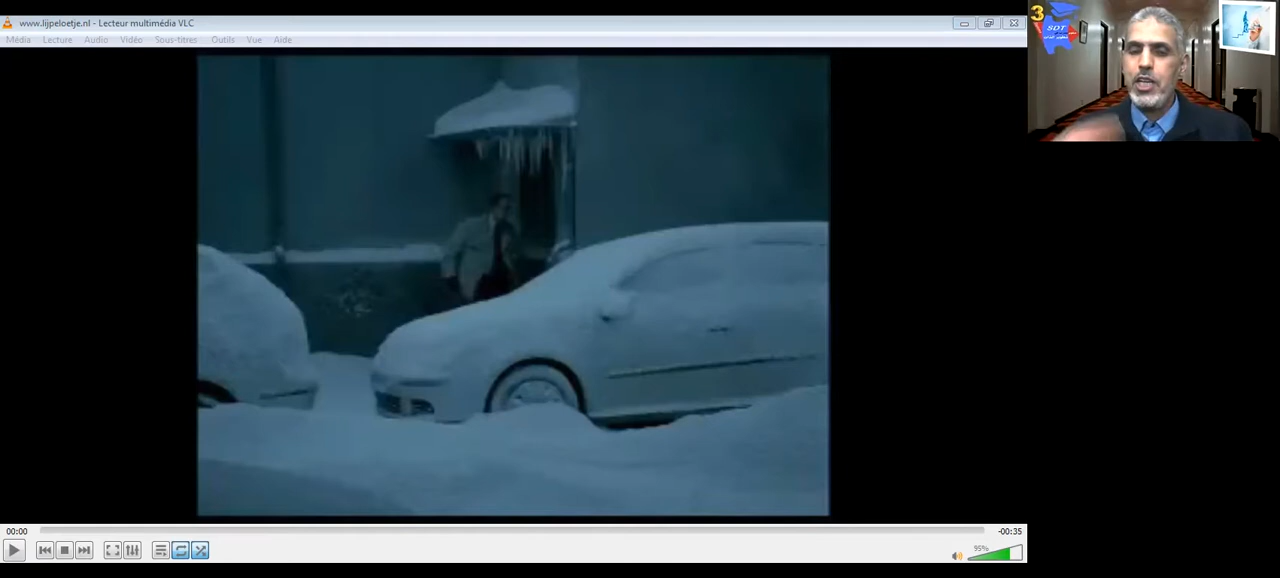 www.lijpeloetje.nl - Lecteur multimédia VLC
Média Lecture Audio Vidéo Sous-titres Outils Vue Aide
3
SDT
00:00
-00:35
95%